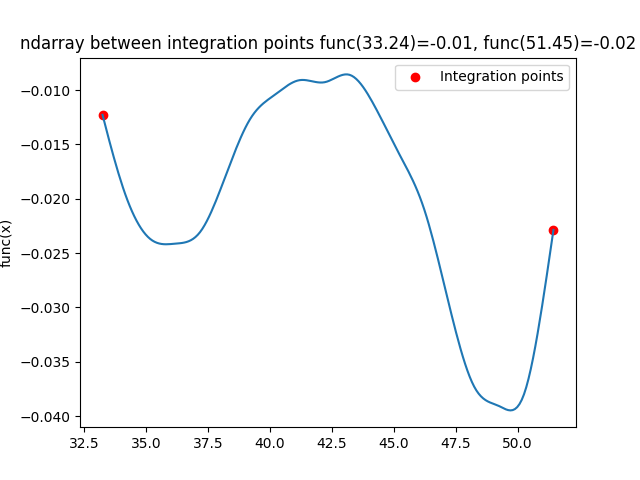 ndarray between integration points func(33.24)=-0.01, func(51.45)=-0.02
Integration points
func(x)
−0.010
−0.015
−0.020
−0.025
−0.030
−0.035
−0.040
32.5 35.0 37.5 40.0 42.5 45.0 47.5 50.0